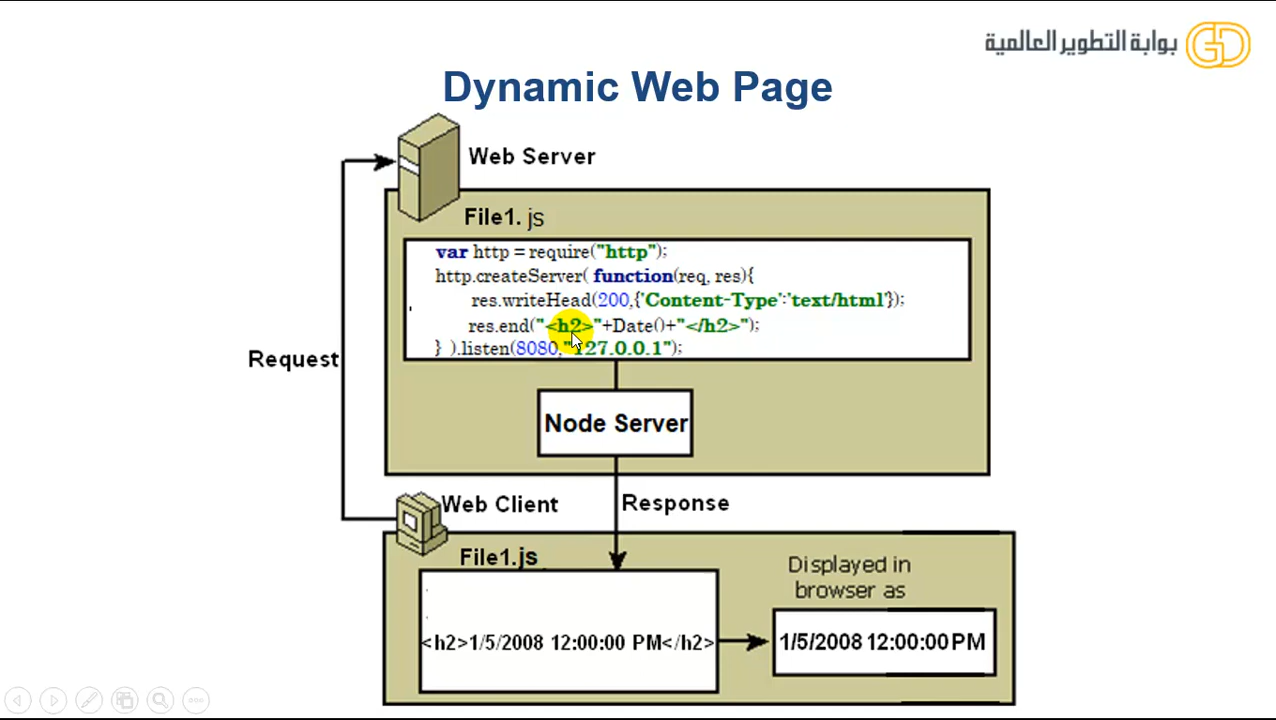 بوابة التطوير العالمية
GD
Dynamic Web Page
Web Server
File1. js
var http = require("http");
http.createServer( function(req, res){
res.writeHead(200,{'Content-Type':'text/html'});
res.end("<h2>"+Date()+"</h2>");
} ).listen(8080,"127.0.0.1");
Request
Node Server
Web Client
Response
File1.js
Displayed in
browser as
<h2>1/5/2008 12:00:00 PM</h2>
1/5/2008 12:00:00 PM